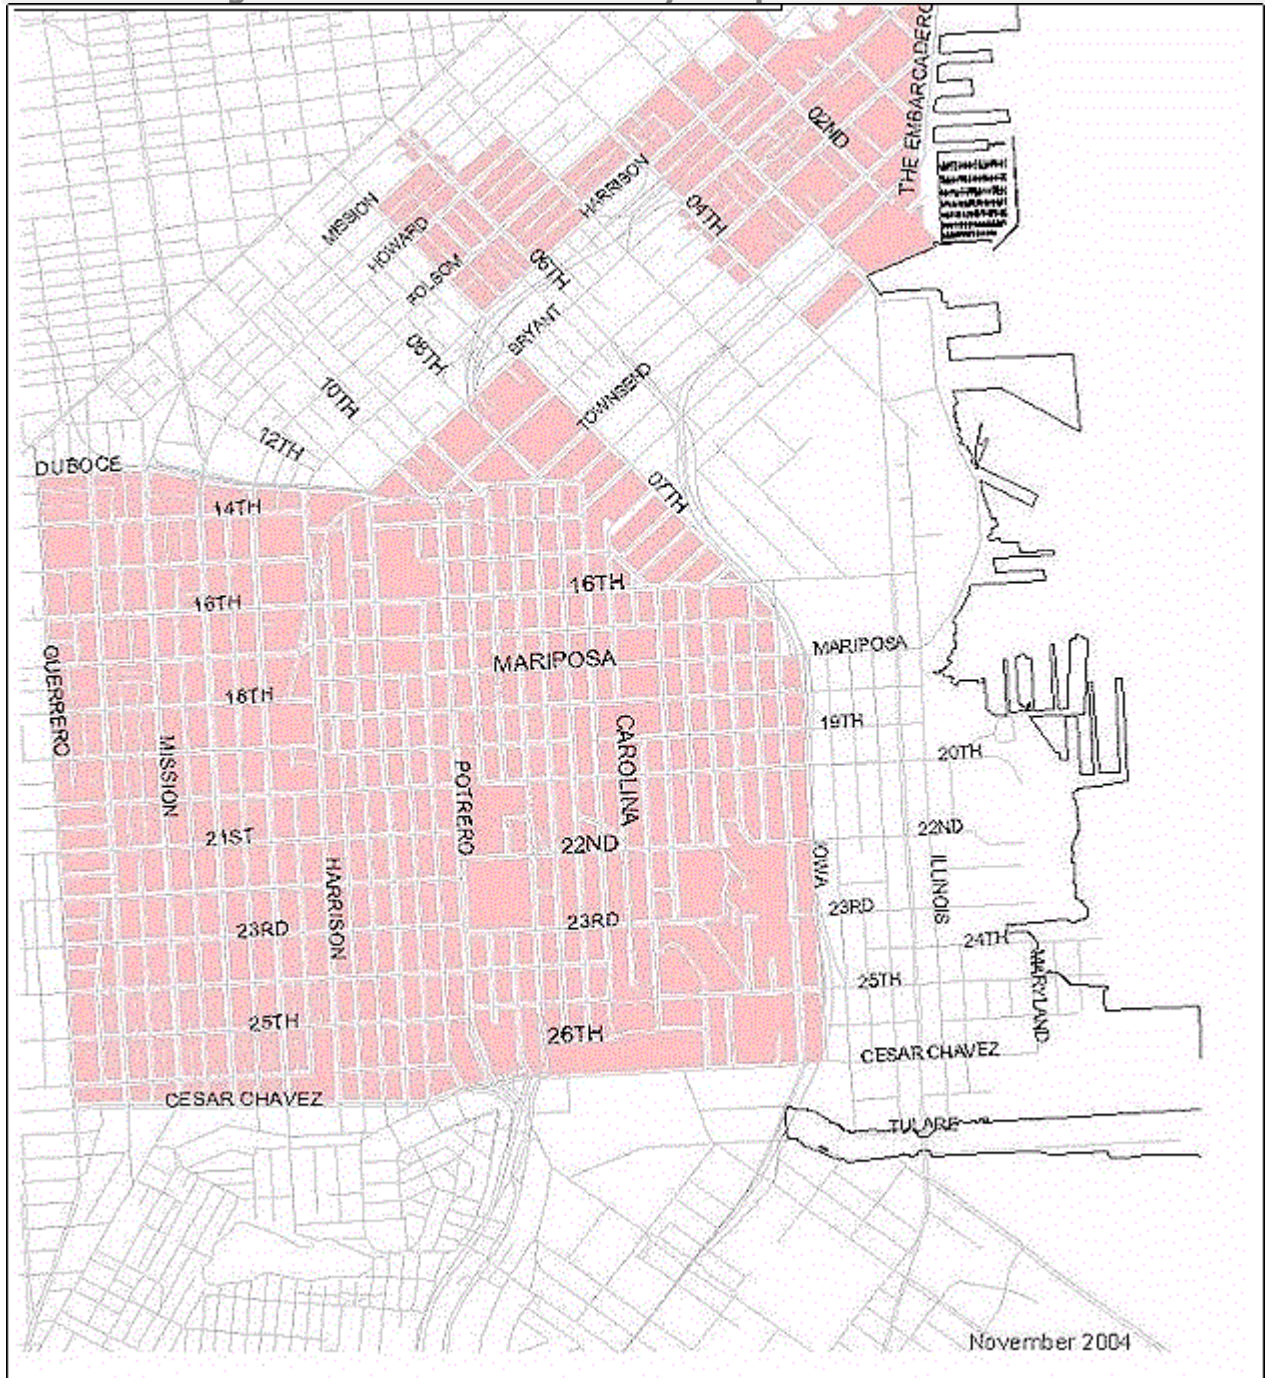 THE EMBARCADERO
02ND
HARRISON
MISSION
04TH
HOWARD
FOLSOM
06TH
BRYANT
08TH
TOWNSEND
10TH
12TH
DUBOCE
07TH
14TH
16TH
16TH
MARIPOSA
MARIPOSA
GUERRERO
18TH
19TH
CAROLINA
MISSION
20TH
POTRERO
21ST
22ND
22ND
IOWA
ILLINOIS
HARRISON
23RD
23RD
23RD
24TH
25TH
MARYLAND
25TH
26TH
CESAR CHAVEZ
CESAR CHAVEZ
TULARE
November 2004